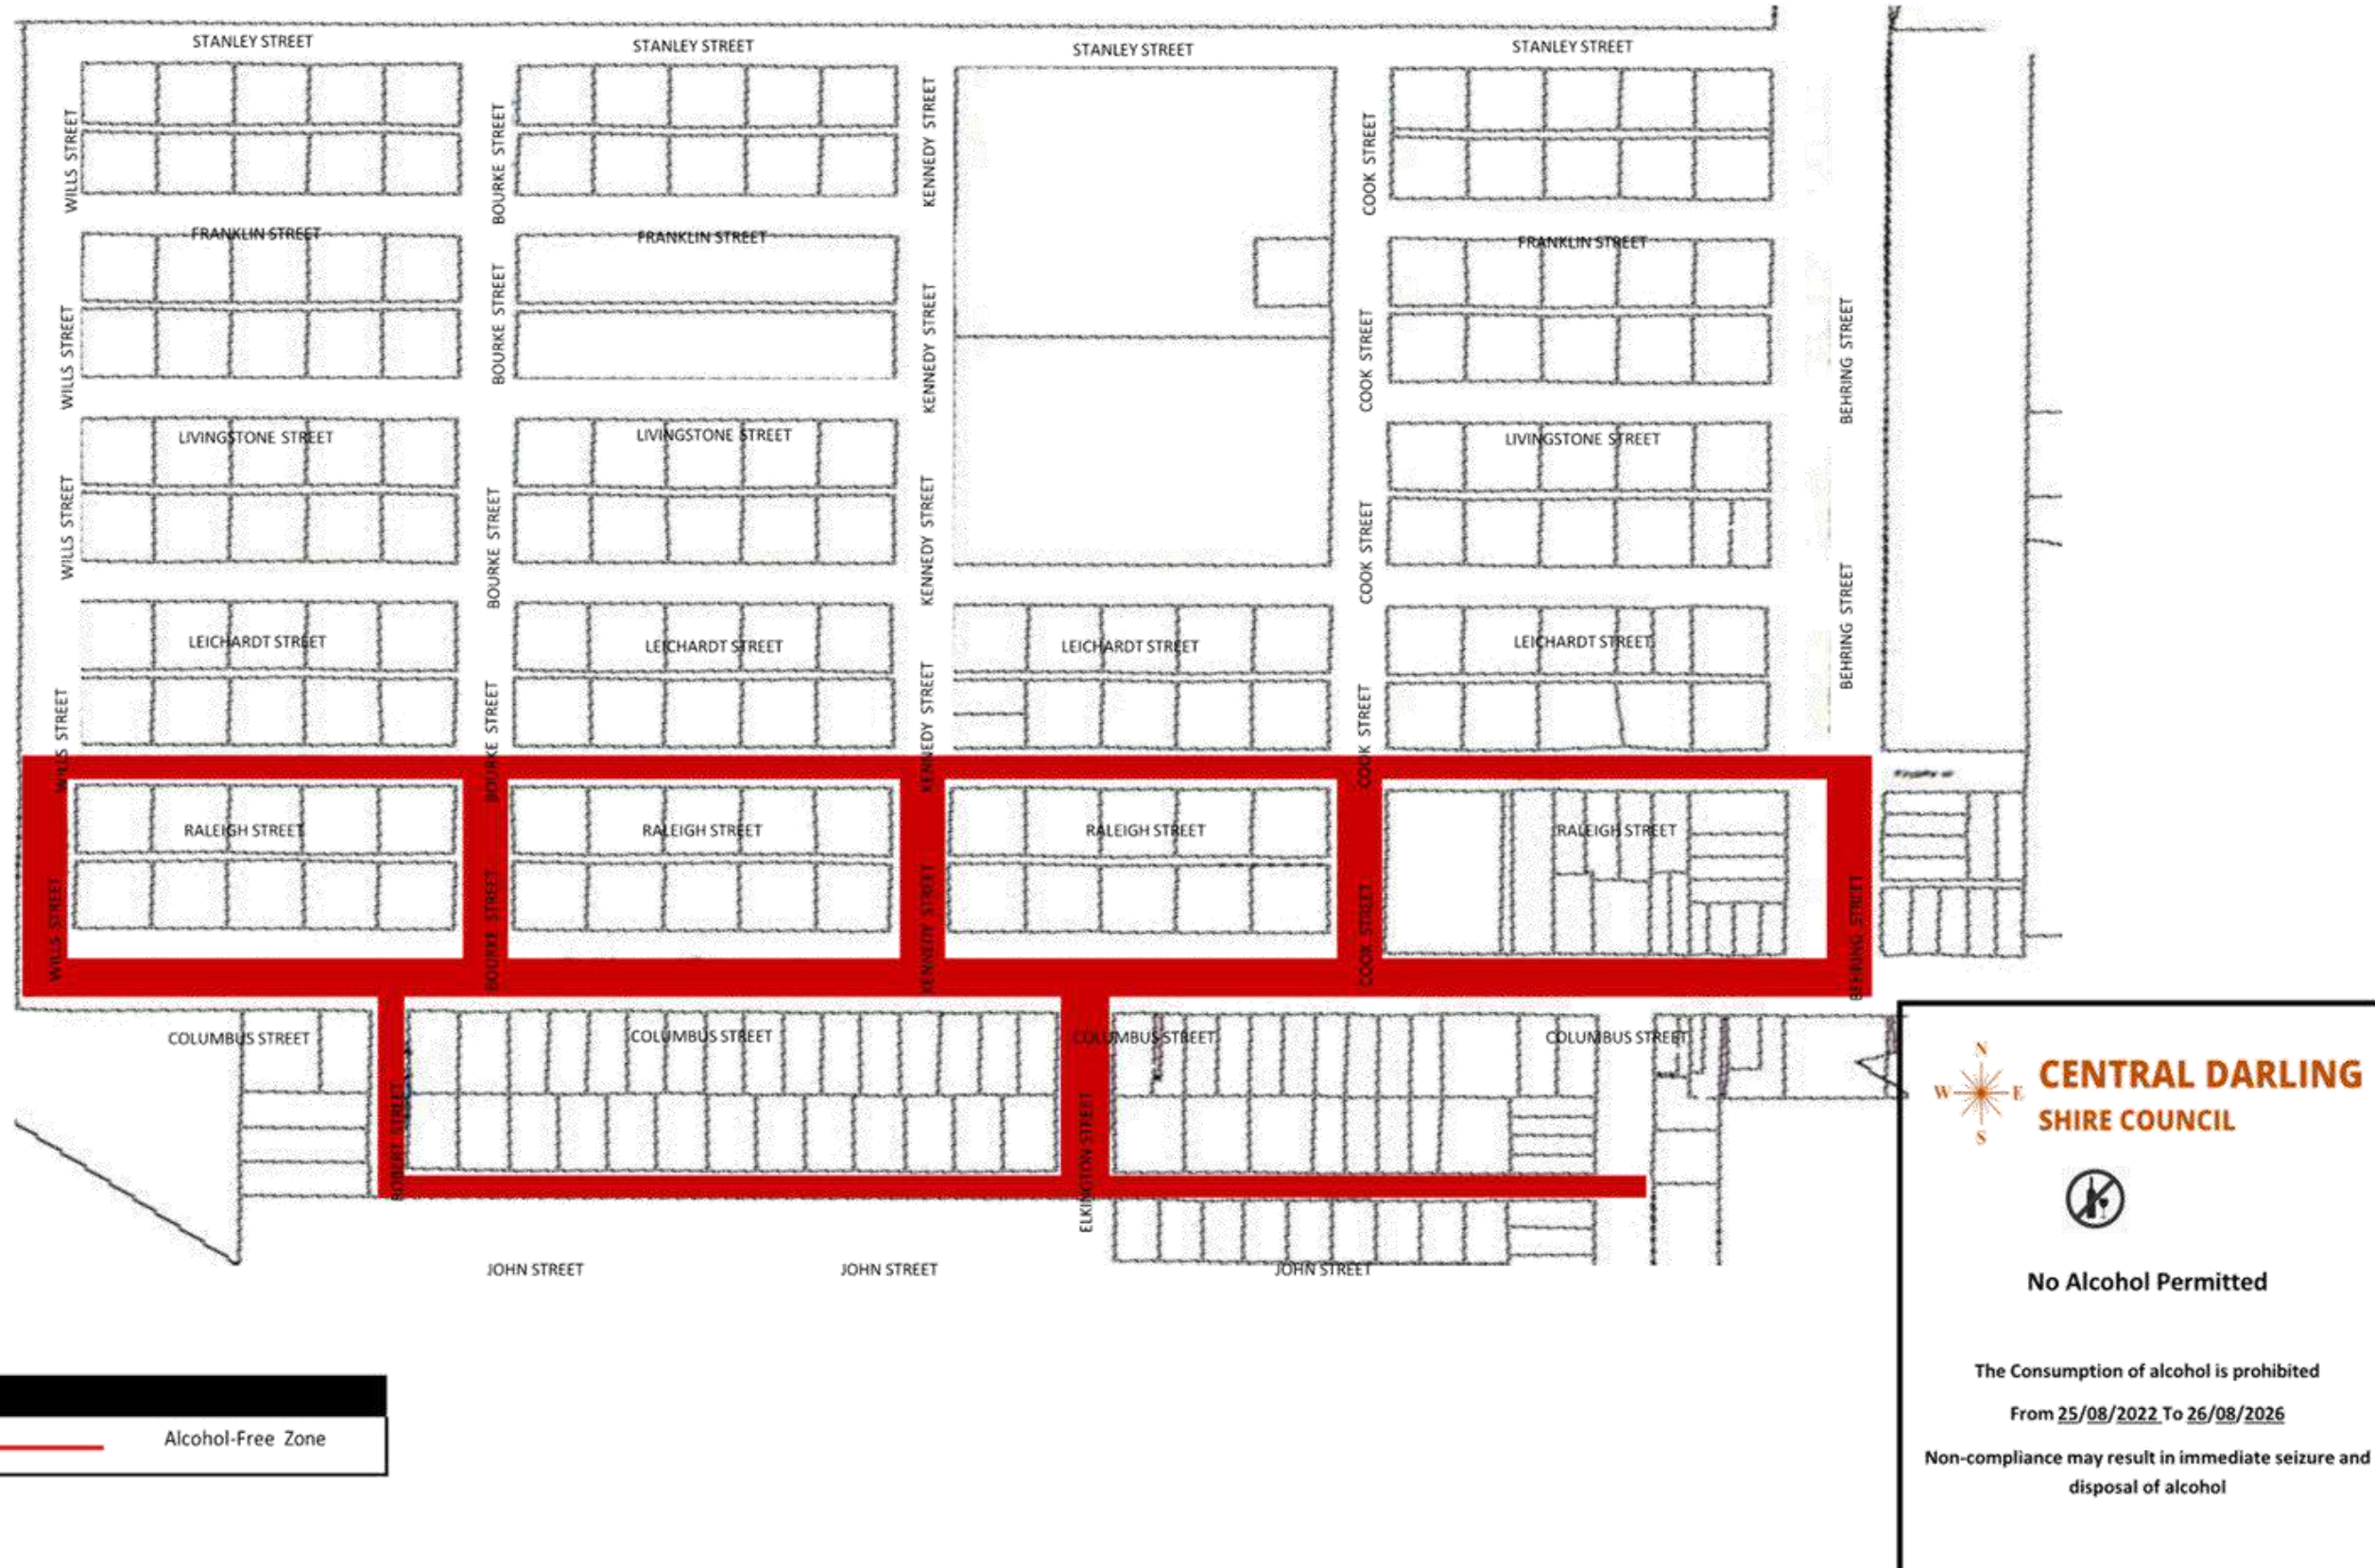 STANLEY STREET
STANLEY STREET
STANLEY STREET
STANLEY STREET
WILLS STREET
BOURKE STREET
KENNEDY STREET
COOK STREET
FRANKLIN STREET
FRANKLIN STREET
FRANKLIN STREET
WILLS STREET
BOURKE STREET
KENNEDY STREET
COOK STREET
BEHRING STREET
LIVINGSTONE STREET
LIVINGSTONE STREET
LIVINGSTONE STREET
WILLS STREET
BOURKE STREET
KENNEDY STREET
COOK STREET
BEHRING STREET
LEICHARDT STREET
LEICHARDT STREET
LEICHARDT STREET
LEICHARDT STREET
WILLS STREET
BOURKE STREET
KENNEDY STREET
COOK STREET
RALEIGH STREET
RALEIGH STREET
RALEIGH STREET
RALEIGH STREET
WILLS STREET
BOURKE STREET
KENNEDY STREET
COOK STREET
BEHRING STREET
COLUMBUS STREET
COLUMBUS STREET
COLUMBUS STREET
COLUMBUS STREET
ROBERT STREET
ELKINGTON STREET
JOHN STREET
JOHN STREET
JOHN STREET
Alcohol-Free Zone
N
W E
S
CENTRAL DARLING
SHIRE COUNCIL
No Alcohol Permitted
The Consumption of alcohol is prohibited
From 25/08/2022 To 26/08/2026
Non-compliance may result in immediate seizure and
disposal of alcohol